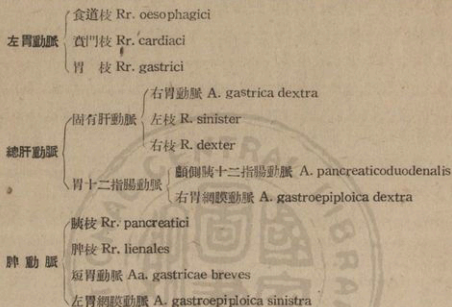 食道枝 Rr. oesophagici
左胃動脈
賁門枝 Rr. cardiaci
胃 枝 Rr. gastrici
右胃動脈 A. gastrica dextra
固有肝動脈
左枝 R. sinister
右枝 R. dexter
總肝動脈
顱側胰十二指腸動脈 A. pancreaticoduodenalis
胃十二指腸動脈
右胃網膜動脈 A. gastroepiploica dextra
胰枝 Rr. pancreatici
脾枝 Rr. lienales
脾動脈
短胃動脈 Aa. gastricae breves
左胃網膜動脈 A. gastroepiploica sinistra